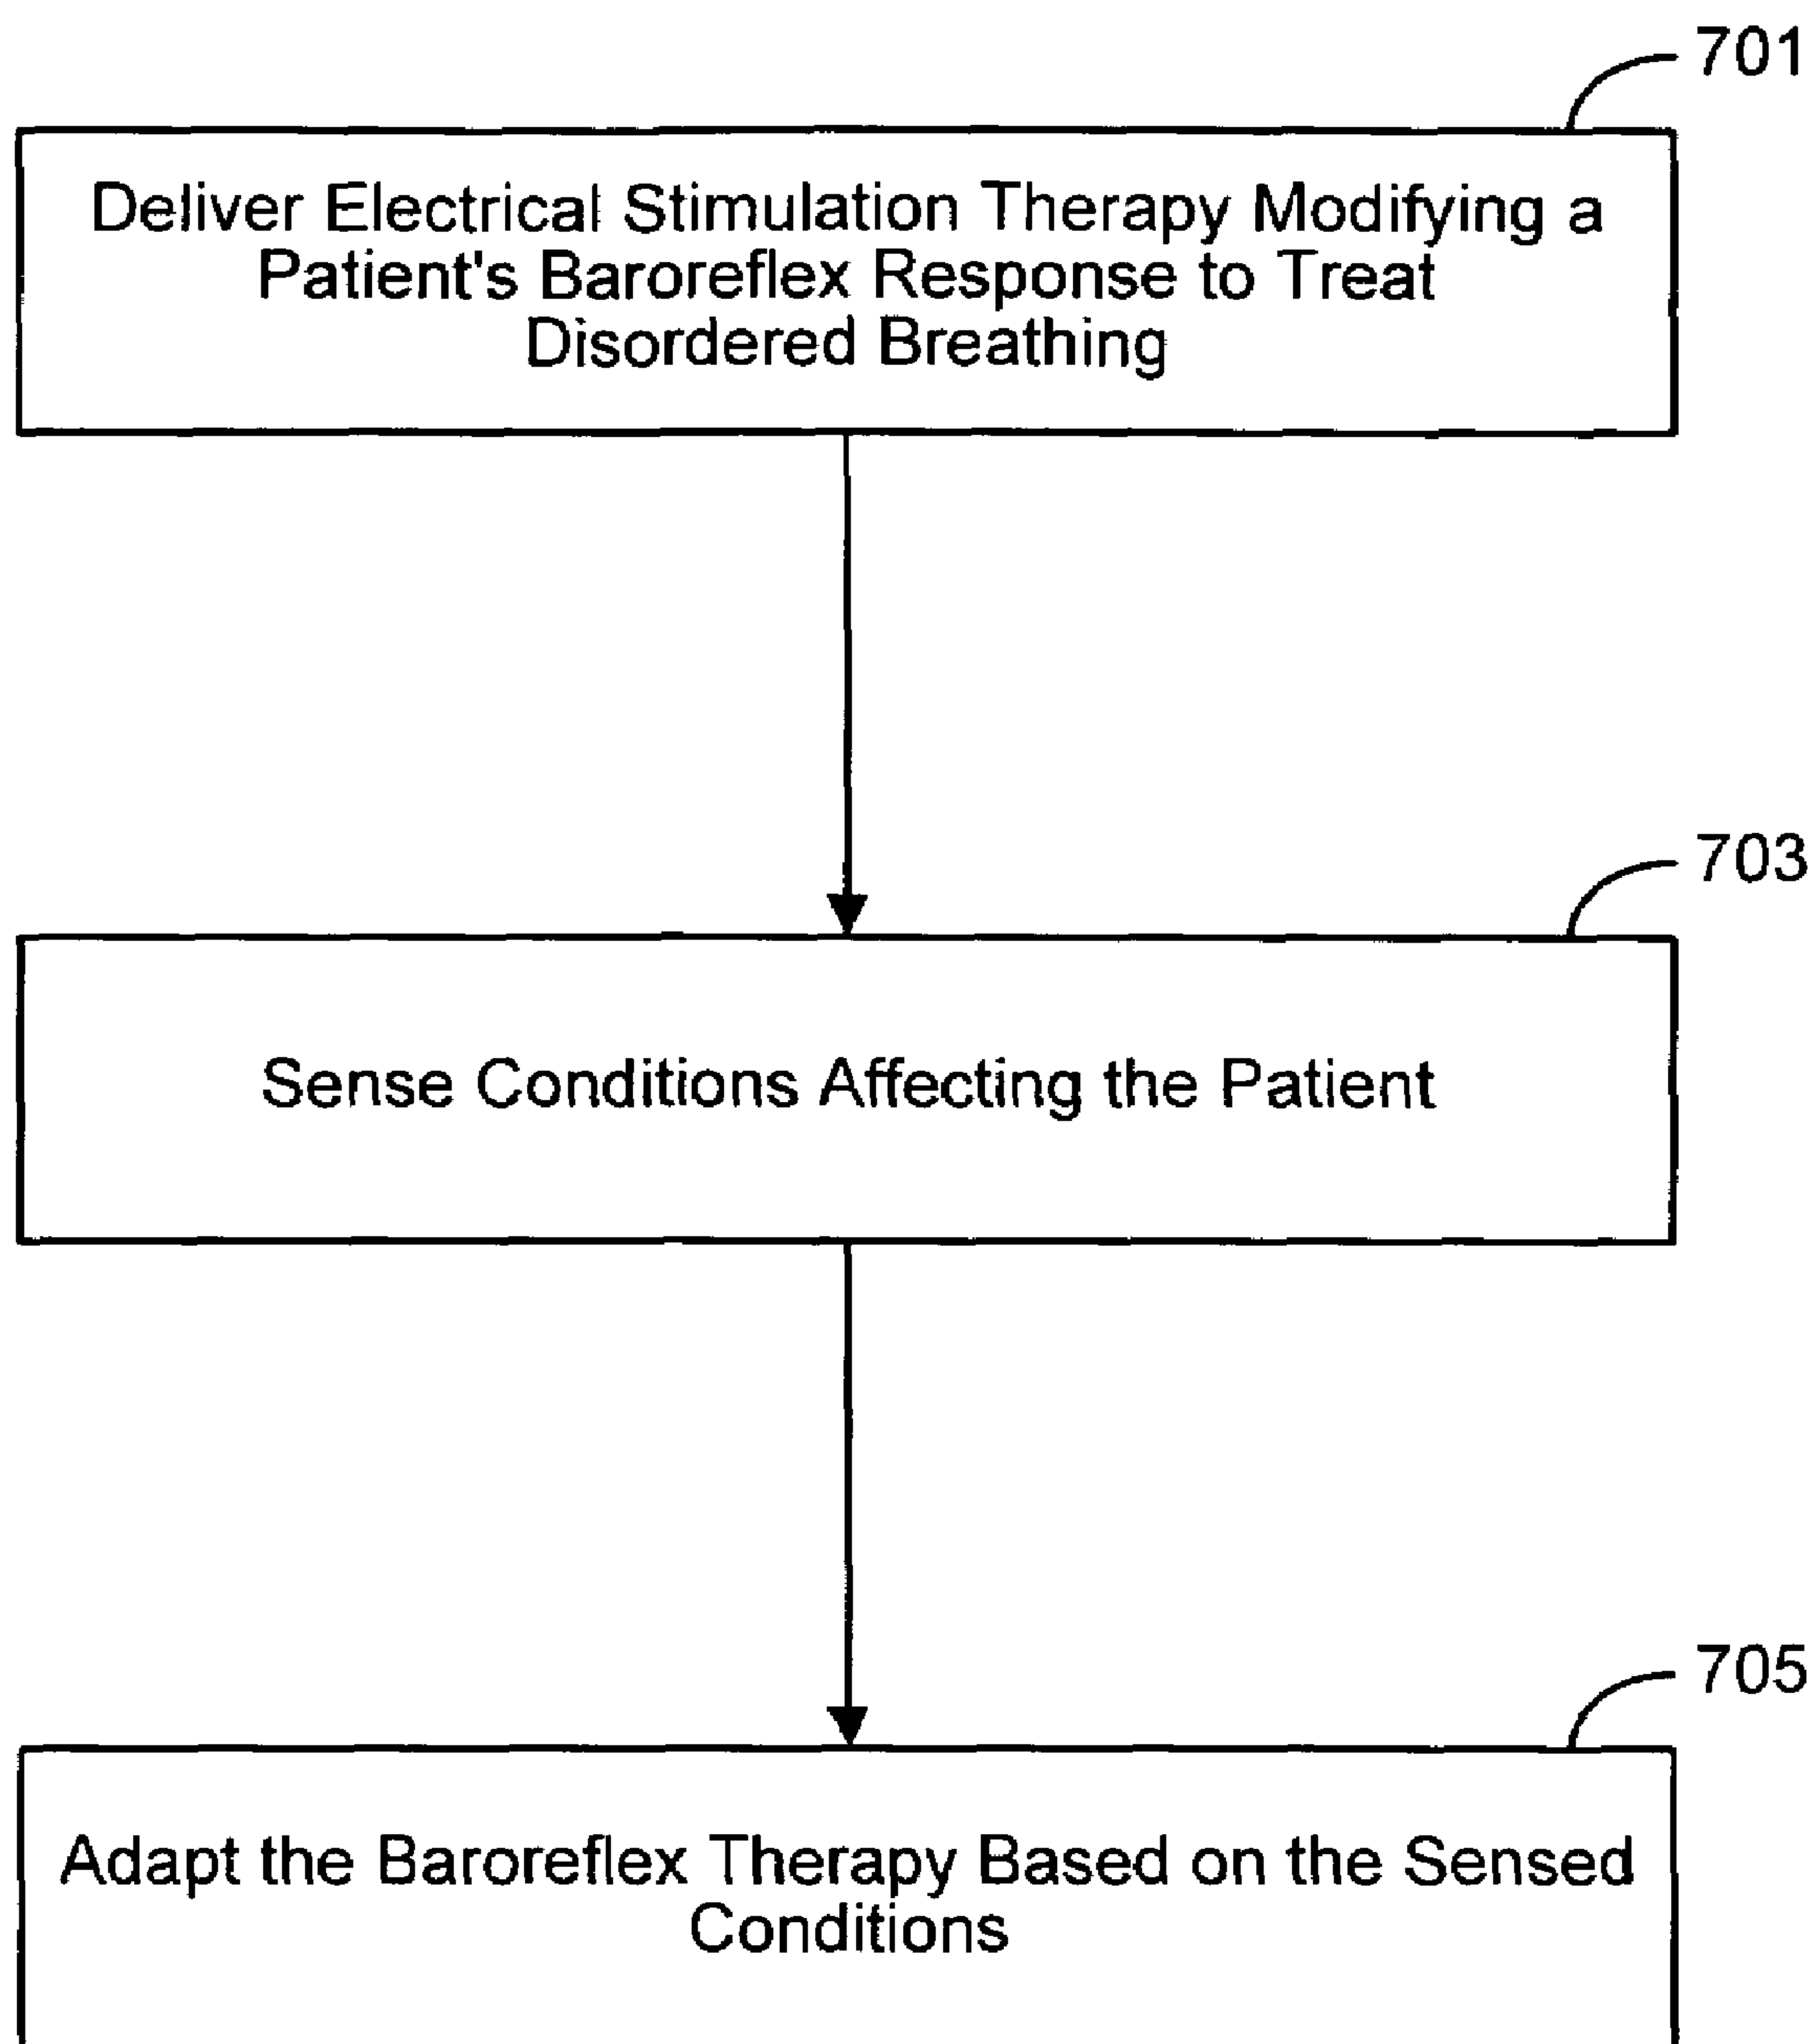 701
Deliver Electrical Stimulation Therapy Modifying a
Patient's Baroreflex Response to Treat
Disordered Breathing
703
Sense Conditions Affecting the Patient
705
Adapt the Baroreflex Therapy Based on the Sensed
Conditions